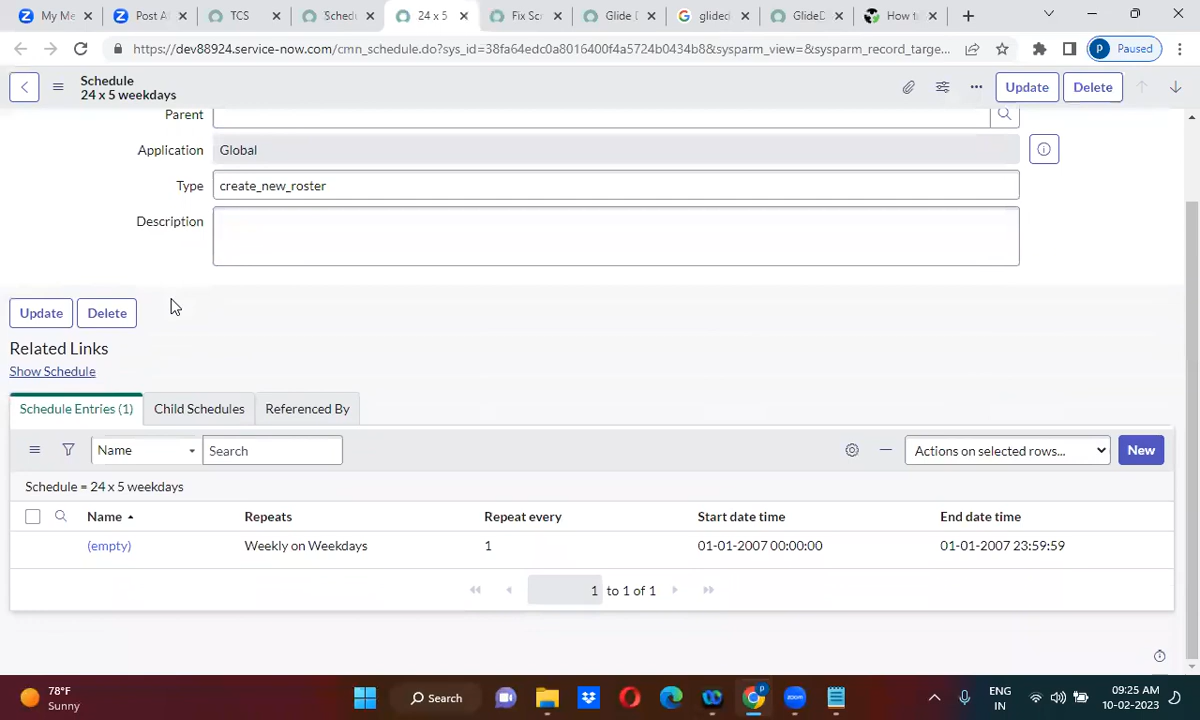 My Me
Post A
TCS
Schedu
24 x 5
Fix Scr
Glide D
glided
GlideD
How t
https://dev88924.service-now.com/cmn_schedule.do?sys_id=38fa64edc0a8016400f4a5724b0434b8&sysparm_view=&sysparm_record_targe...
P Paused
Schedule
24 x 5 weekdays
Update
Delete
Parent
Application Global
Type create_new_roster
Description
Update Delete
Related Links
Show Schedule
Schedule Entries (1) Child Schedules Referenced By
Name Search Actions on selected rows... New
Schedule = 24 x 5 weekdays
Name Repeats Repeat every Start date time End date time
(empty) Weekly on Weekdays 1 01-01-2007 00:00:00 01-01-2007 23:59:59
1 to 1 of 1
78°F
Sunny
Search
zoom
ENG
IN
09:25 AM
10-02-2023